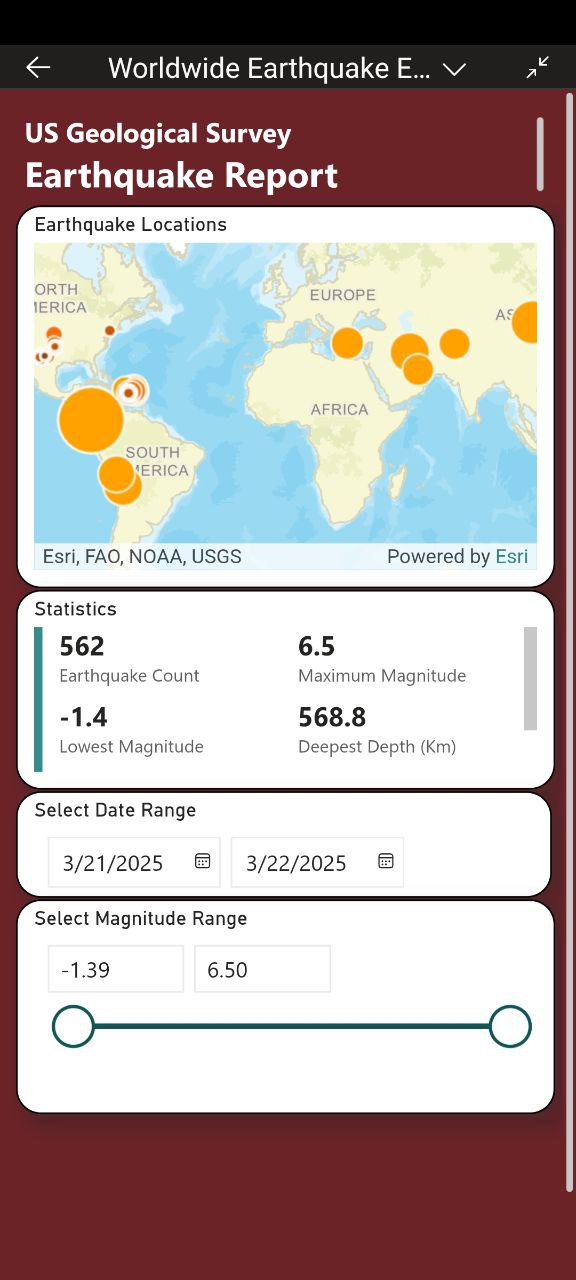 Worldwide Earthquake E...
US Geological Survey
Earthquake Report
Earthquake Locations
ORTH
MERICA
EUROPE
AS
AFRICA
SOUTH
MERICA
Esri, FAO, NOAA, USGS
Powered by Esri
Statistics
562
6.5
Earthquake Count
Maximum Magnitude
-1.4
568.8
Lowest Magnitude
Deepest Depth (Km)
Select Date Range
3/21/2025
3/22/2025
Select Magnitude Range
-1.39
6.50